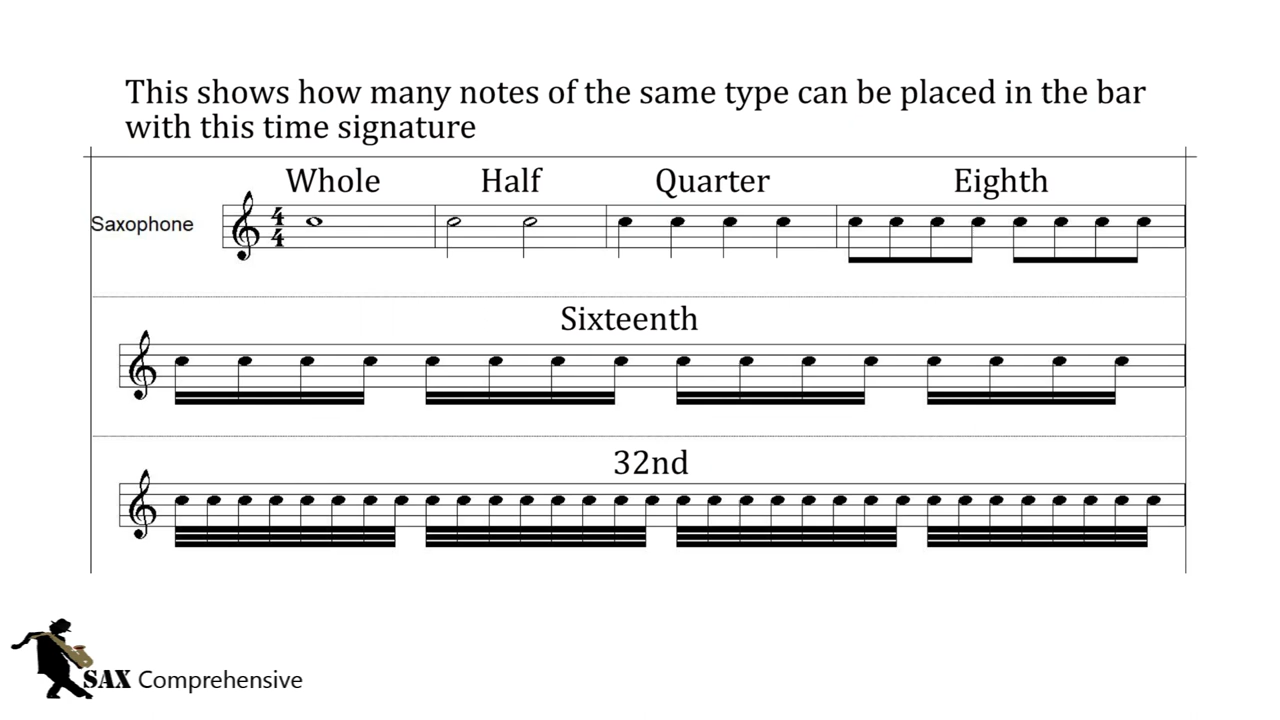 This shows how many notes of the same type can be placed in the bar
with this time signature
Whole Half Quarter Eighth
Saxophone
4
4
Sixteenth
32nd
SAX Comprehensive